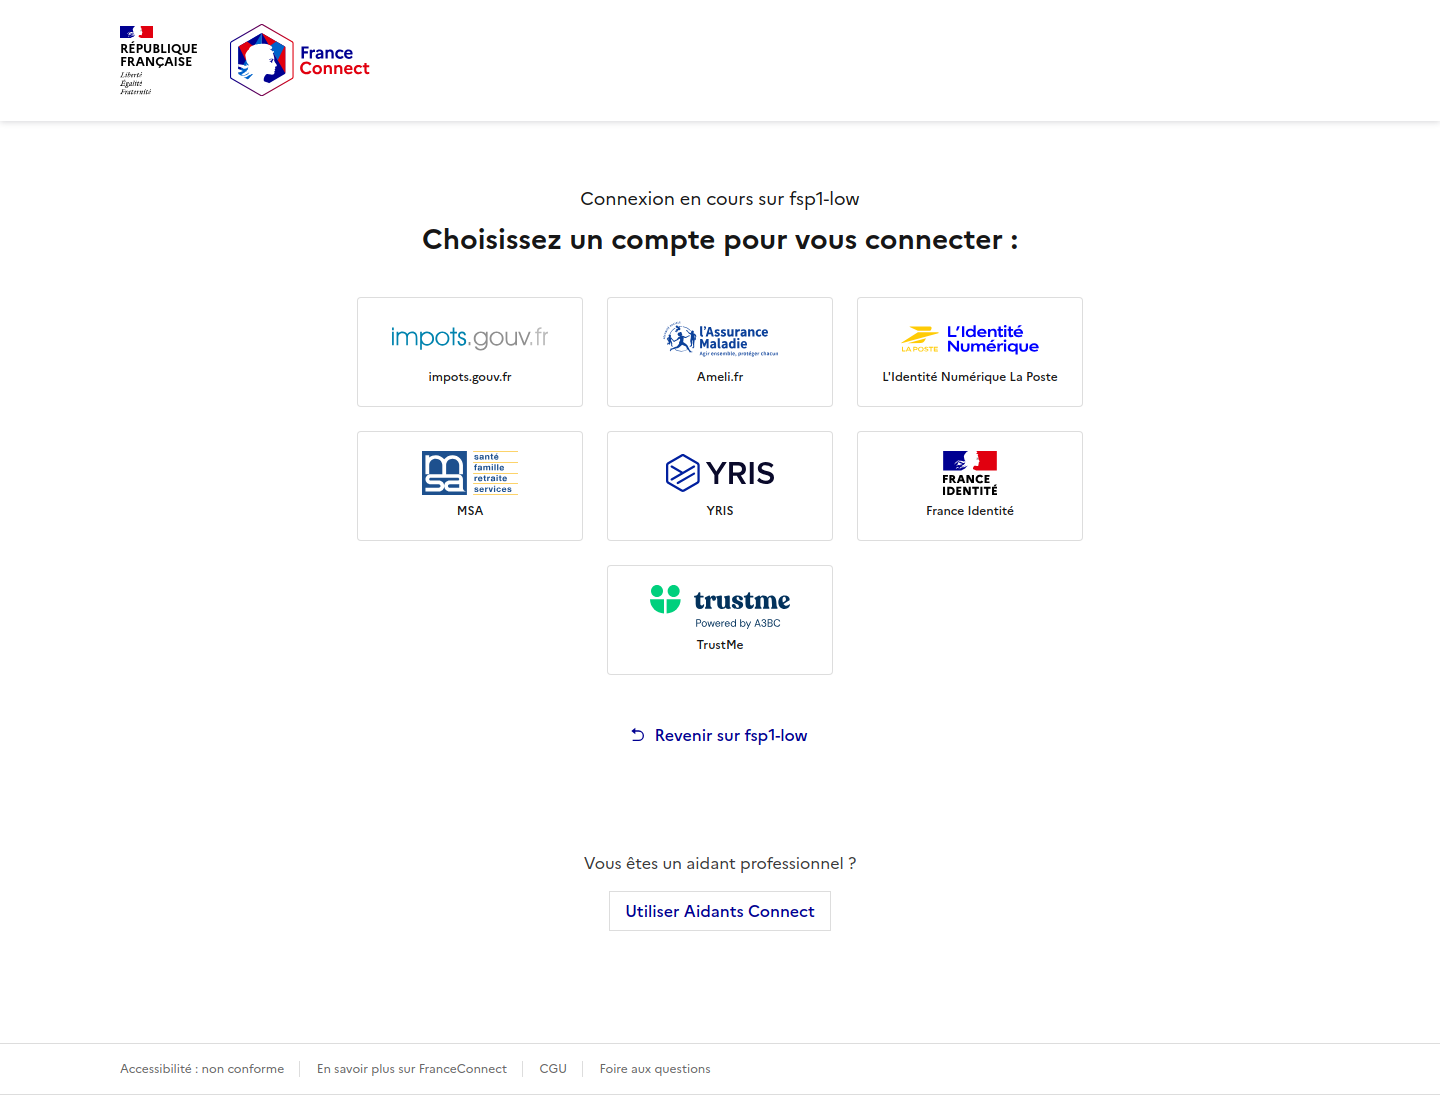 RÉPUBLIQUE
FRANÇAISE
Liberté
Égalité
Fraternité
France
Connect
Connexion en cours sur fsp1-low
Choisissez un compte pour vous connecter :
impots.gouv.fr
impots.gouv.fr
l'Assurance
Maladie
Agir ensemble, protéger chacun
Ameli.fr
LA POSTE
L'Identité
Numérique
L'Identité Numérique La Poste
msa
santé
famille
retraite
services
MSA
YRIS
YRIS
FRANCE
IDENTITÉ
France Identité
trustme
Powered by A3BC
TrustMe
Revenir sur fsp1-low
Vous êtes un aidant professionnel ?
Utiliser Aidants Connect
Accessibilité : non conforme
En savoir plus sur FranceConnect
CGU
Foire aux questions